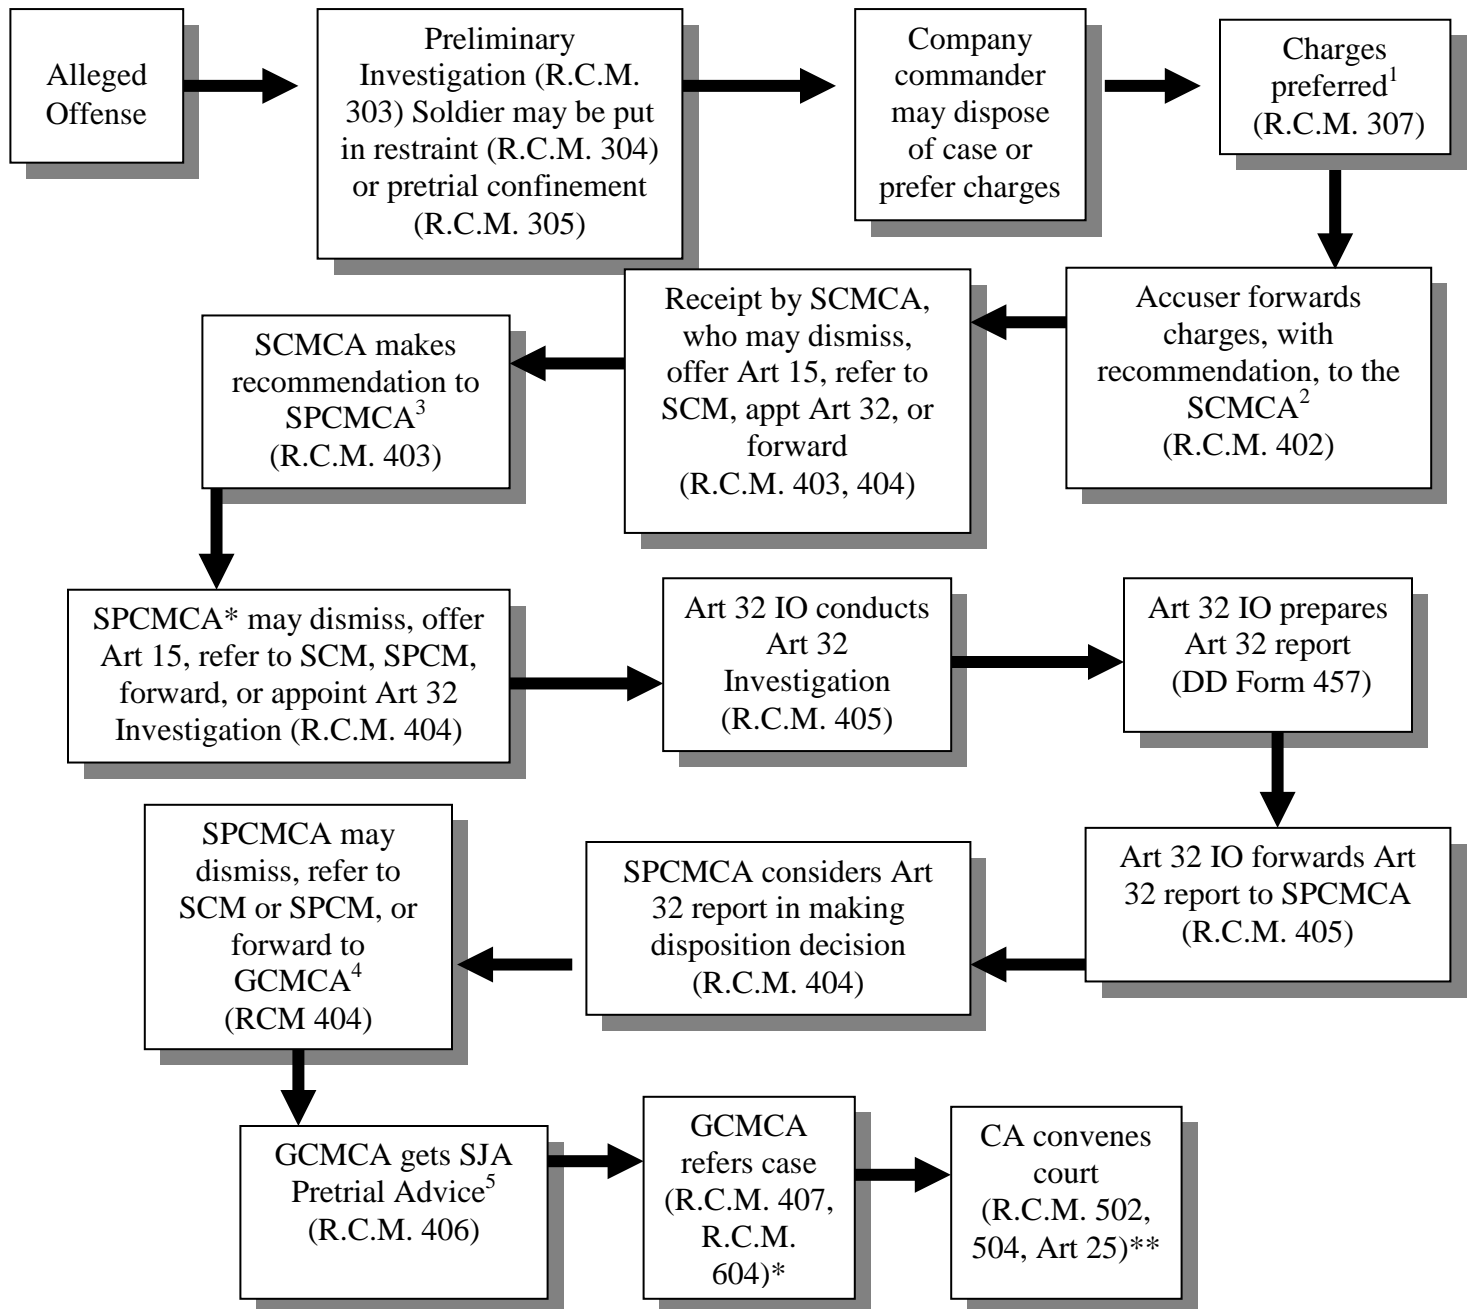 Alleged
Offense
Preliminary
Investigation (R.C.M.
303) Soldier may be put
in restraint (R.C.M. 304)
or pretrial confinement
(R.C.M. 305)
Company
commander
may dispose
of case or
prefer charges
Charges
preferred1
(R.C.M. 307)
Accuser forwards
charges, with
recommendation, to the
SCMCA2
(R.C.M. 402)
Receipt by SCMCA,
who may dismiss,
offer Art 15, refer to
SCM, appt Art 32, or
forward
(R.C.M. 403, 404)
SCMCA makes
recommendation to
SPCMCA3
(R.C.M. 403)
SPCMCA* may dismiss, offer
Art 15, refer to SCM, SPCM,
forward, or appoint Art 32
Investigation (R.C.M. 404)
Art 32 IO conducts
Art 32
Investigation
(R.C.M. 405)
Art 32 IO prepares
Art 32 report
(DD Form 457)
Art 32 IO forwards Art
32 report to SPCMCA
(R.C.M. 405)
SPCMCA considers Art
32 report in making
disposition decision
(R.C.M. 404)
SPCMCA may
dismiss, refer to
SCM or SPCM, or
forward to
GCMCA4
(RCM 404)
GCMCA gets SJA
Pretrial Advice5
(R.C.M. 406)
GCMCA
refers case
(R.C.M. 407,
R.C.M.
604)*
CA convenes
court
(R.C.M. 502,
504, Art 25)**